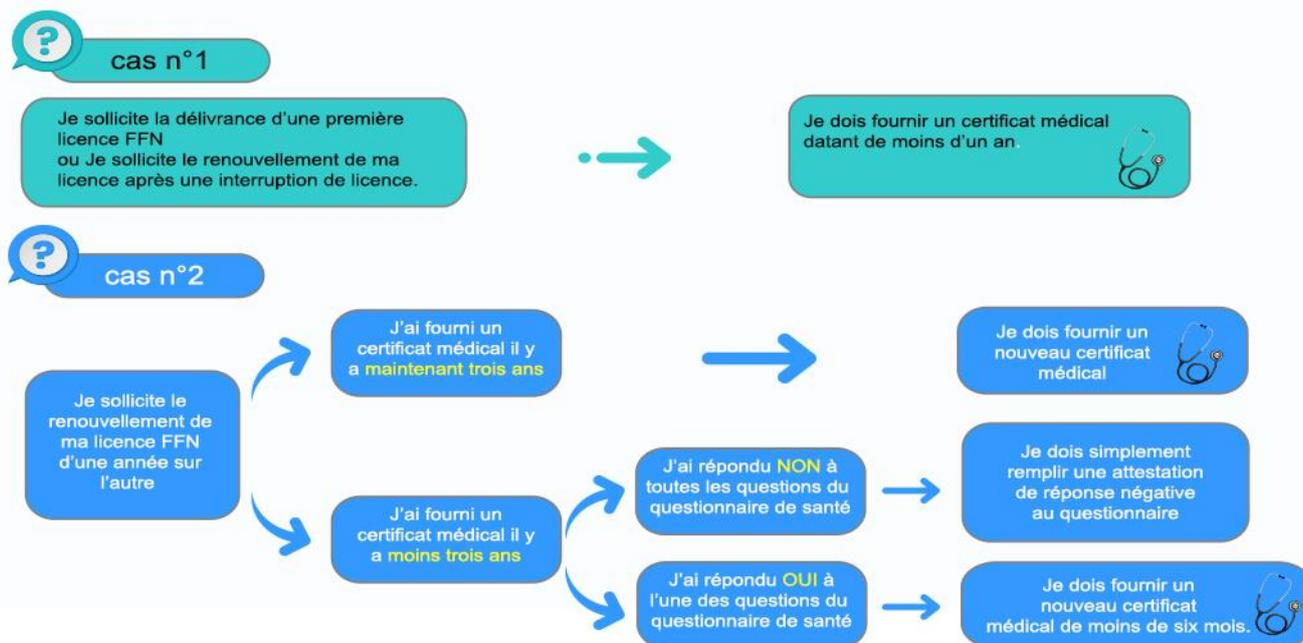 ?
cas n°1
Je sollicite la délivrance d'une première
licence FFN
ou Je sollicite le renouvellement de ma
licence après une interruption de licence.
Je dois fournir un certificat médical
datant de moins d'un an.
?
cas n°2
Je sollicite le
renouvellement de
ma licence FFN
d'une année sur
l'autre
J'ai fourni un
certificat médical il y
a maintenant trois ans
Je dois fournir un
nouveau certificat
médical
J'ai fourni un
certificat médical il y
a moins trois ans
J'ai répondu NON à
toutes les questions du
questionnaire de santé
Je dois simplement
remplir une attestation
de réponse négative
au questionnaire
J'ai répondu OUI à
l'une des questions du
questionnaire de santé
Je dois fournir un
nouveau certificat
médical de moins de six mois.